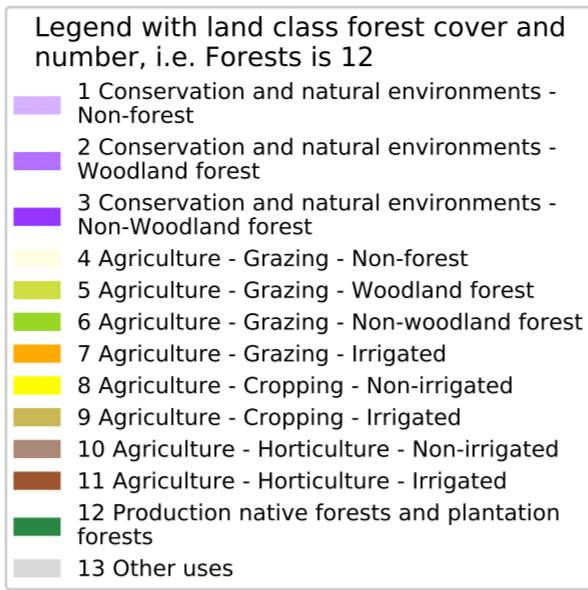 Legend with land class forest cover and
number, i.e. Forests is 12
1 Conservation and natural environments -
Non-forest
2 Conservation and natural environments -
Woodland forest
3 Conservation and natural environments -
Non-Woodland forest
4 Agriculture - Grazing - Non-forest
5 Agriculture - Grazing - Woodland forest
6 Agriculture - Grazing - Non-woodland forest
7 Agriculture - Grazing - Irrigated
8 Agriculture - Cropping - Non-irrigated
9 Agriculture - Cropping - Irrigated
10 Agriculture - Horticulture - Non-irrigated
11 Agriculture - Horticulture - Irrigated
12 Production native forests and plantation
forests
13 Other uses